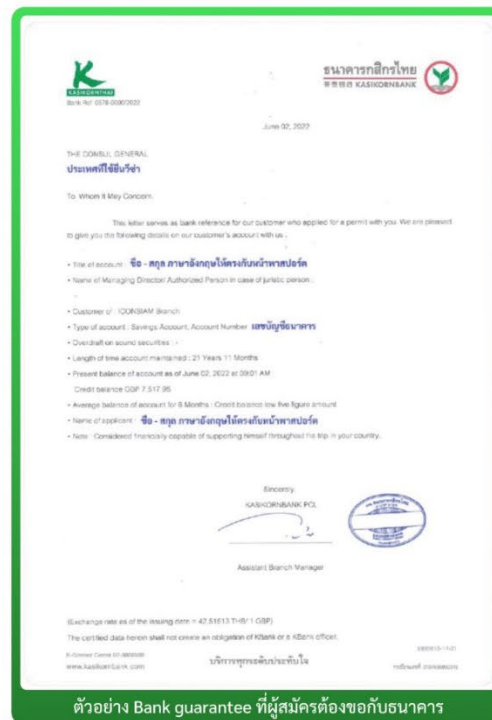 KASIKORNTHAI
ธนาคารกสิกรไทย
开泰银行 KASIKORNBANK
June 02, 2022
THE CONSUL GENERAL
ประเทศที่ใช้ยื่นวีซ่า
To Whom It May Concern,
This letter serves as bank reference for our customer who applied for a permit with you. We are pleased
to give you the following details on our customer's account with us :
• Title of account : ชื่อ - สกุล ภาษาอังกฤษให้ตรงกับหน้าพาสปอร์ต
• Name of Managing Director/ Authorized Person in case of juristic person :
-
• Customer of : ICONSIAM Branch
• Type of account : Savings Account, Account Number เลขบัญชีธนาคาร
• Overdraft on sound securities : -
• Length of time account maintained : 21 Years 11 Months
• Present balance of account as of June 02, 2022 at 09:01 AM :
Credit balance GBP 7,517.95
• Average balance of account for 6 Months : Credit balance low five figure amount
• Name of applicant : ชื่อ - สกุล ภาษาอังกฤษให้ตรงกับหน้าพาสปอร์ต
• Note : Considered financially capable of supporting himself throughout his trip in your country.
Sincerely,
KASIKORNBANK PCL
Assistant Branch Manager
(Exchange rate as of the issuing date = 42.61613 THB/ 1 GBP)
The certified data herein shall not create an obligation of KBank or a KBank officer.
www.kasikornbank.com
บริการทุกระดับประทับใจ
ตัวอย่าง Bank guarantee ที่ผู้สมัครต้องขอกับธนาคาร